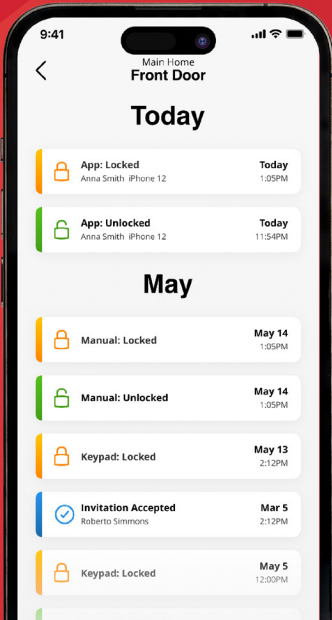 9:41
Main Home
Front Door
Today
App: Locked
Today
Anna Smith iPhone 12
1:05PM
App: Unlocked
Today
Anna Smith iPhone 12
11:54PM
May
Manual: Locked
May 14
1:05PM
Manual: Unlocked
May 14
1:05PM
Keypad: Locked
May 13
2:12PM
Invitation Accepted
Mar 5
Roberto Simmons
2:12PM
Keypad: Locked
May 5
12:00PM